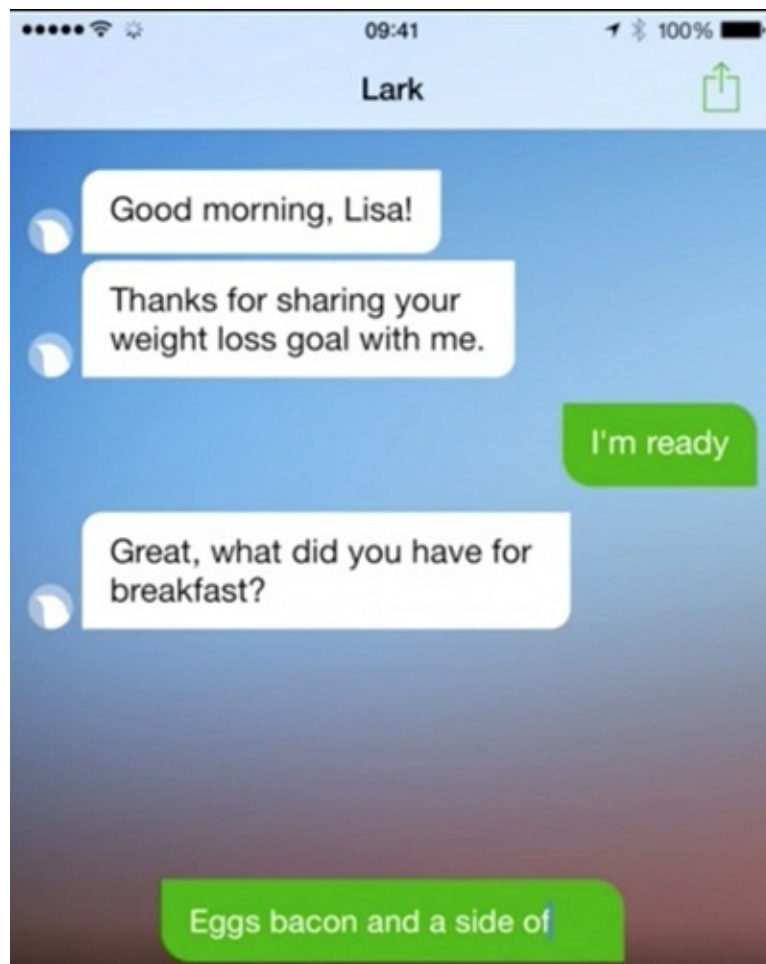 09:41
100%
Lark
Good morning, Lisa!
Thanks for sharing your
weight loss goal with me.
I'm ready
Great, what did you have for
breakfast?
Eggs bacon and a side of